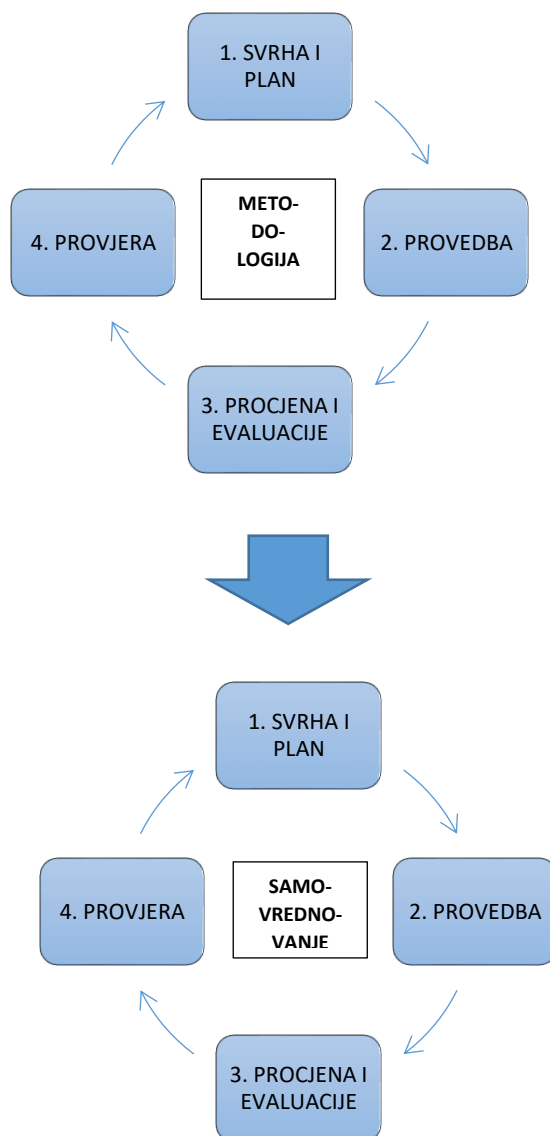 1. SVRHA I
PLAN
METO-
DO-
LOGIJA
4. PROVJERA
2. PROVEDBA
3. PROCJENA I
EVALUACIJE
1. SVRHA I
PLAN
SAMO-
VREDNO-
VANJE
4. PROVJERA
2. PROVEDBA
3. PROCJENA I
EVALUACIJE